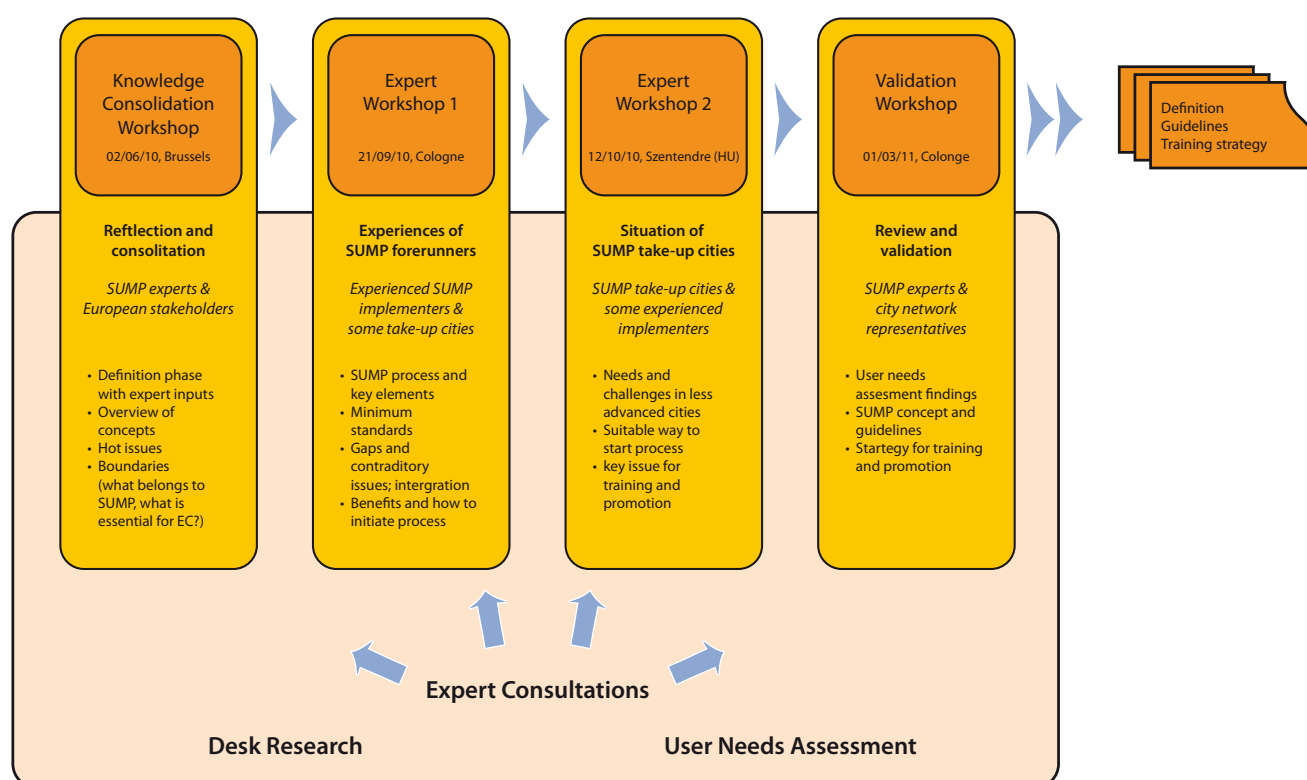 Knowledge
Consolidation
Workshop
02/06/10, Brussels
Reftlection and
consolitation
SUMP experts &
European stakeholders
• Definition phase
with expert inputs
• Overview of
concepts
• Hot issues
• Boundaries
(what belongs to
SUMP, what is
essential for EC?)
Expert
Workshop 1
21/09/10, Cologne
Experiences of
SUMP forerunners
Experienced SUMP
implementers &
some take-up cities
• SUMP process and
key elements
• Minimum
standards
• Gaps and
contraditory
issues; intergration
• Benefits and how to
initiate process
Expert
Workshop 2
12/10/10, Szentendre (HU)
Situation of
SUMP take-up cities
SUMP take-up cities &
some experienced
implementers
• Needs and
challenges in less
advanced cities
• Suitable way to
start process
• key issue for
training and
promotion
Validation
Workshop
01/03/11, Colonge
Review and
validation
SUMP experts &
city network
representatives
• User needs
assesment findings
• SUMP concept and
guidelines
• Startegy for training
and promotion
Definition
Guidelines
Training strategy
Expert Consultations
Desk Research
User Needs Assessment